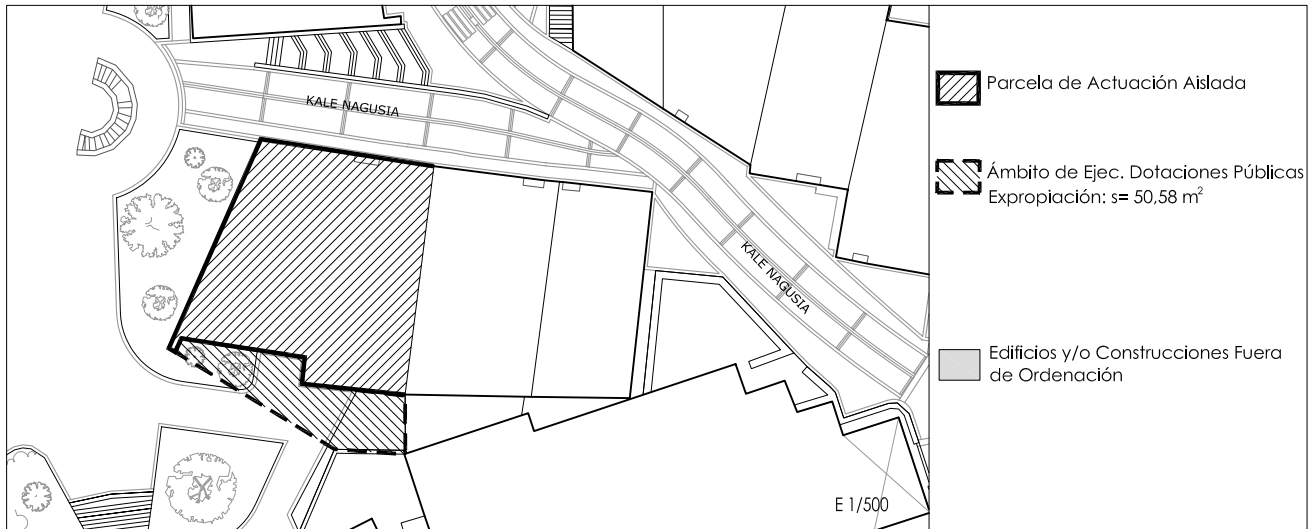 KALE NAGUSIA
KALE NAGUSIA
E 1/500
Parcela de Actuación Aislada
Ámbito de Ejec. Dotaciones Públicas
Expropiación: s= 50,58 m²
Edificios y/o Construcciones Fuera
de Ordenación